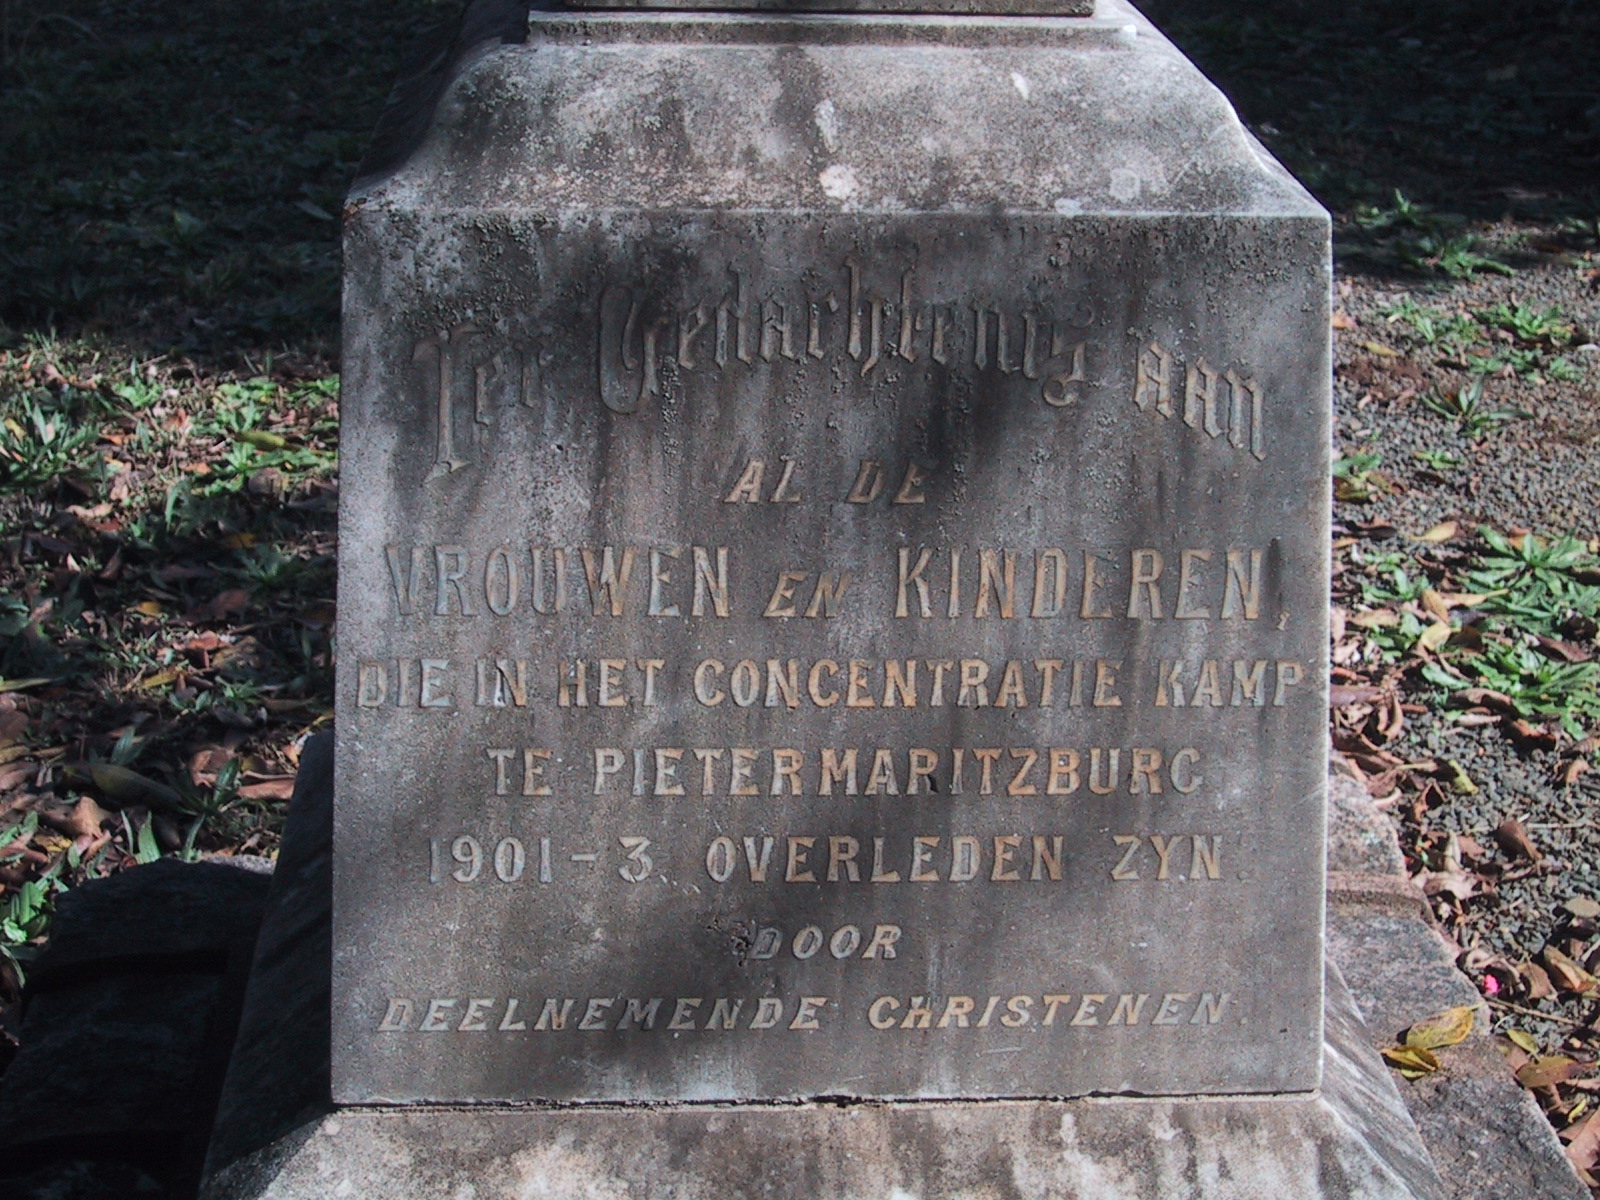 Ter Gedachtenis aan
AL DE
VROUWEN EN KINDEREN,
DIE IN HET CONCENTRATIE KAMP
TE PIETERMARITZBURG
1901-3 OVERLEDEN ZYN
DOOR
DEELNEMENDE CHRISTENEN.